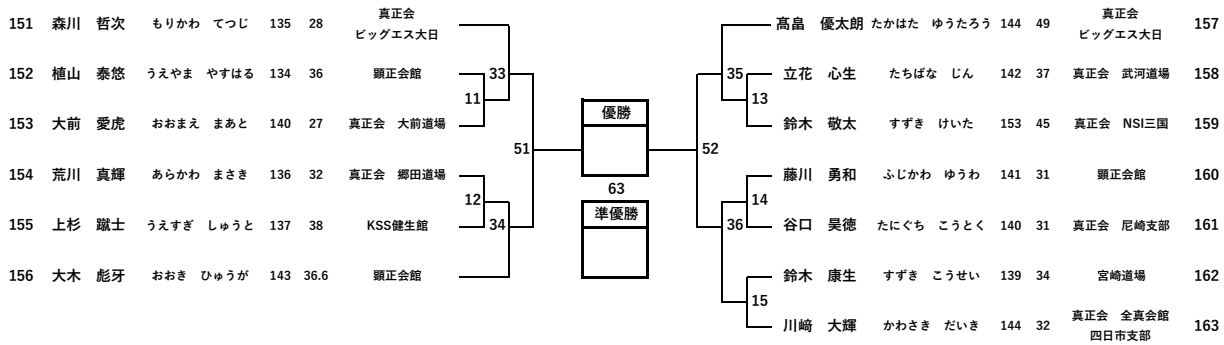 151 森川 哲次 もりかわ てつじ 135 28 真正会 ビッグエス大日
152 植山 泰悠 うえやま やすはる 134 36 顕正会館
153 大前 愛虎 おおまえ まあと 140 27 真正会 大前道場
154 荒川 真輝 あらかわ まさき 136 32 真正会 郷田道場
155 上杉 蹴士 うえすぎ しゅうと 137 38 KSS健生館
156 大木 彪牙 おおき ひゅうが 143 36.6 顕正会館
33
11
51
12
34
優勝
63
準優勝
35
13
52
14
36
15
髙畠 優太朗 たかはた ゆうたろう 144 49 真正会 ビッグエス大日 157
立花 心生 たちばな じん 142 37 真正会 武河道場 158
鈴木 敬太 すずき けいた 153 45 真正会 NSI三国 159
藤川 勇和 ふじかわ ゆうわ 141 31 顕正会館 160
谷口 昊徳 たにぐち こうとく 140 31 真正会 尼崎支部 161
鈴木 康生 すずき こうせい 139 34 宮崎道場 162
川﨑 大輝 かわさき だいき 144 32 真正会 全真会館 四日市支部 163